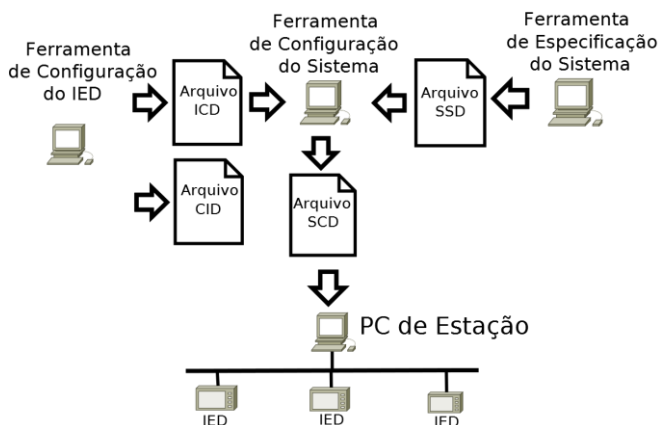 Ferramenta
de Configuração
do IED
Arquivo
ICD
Ferramenta
de Configuração
do Sistema
Arquivo
SSD
Ferramenta
de Especificação
do Sistema
Arquivo
CID
Arquivo
SCD
PC de Estação
IED
IED
IED